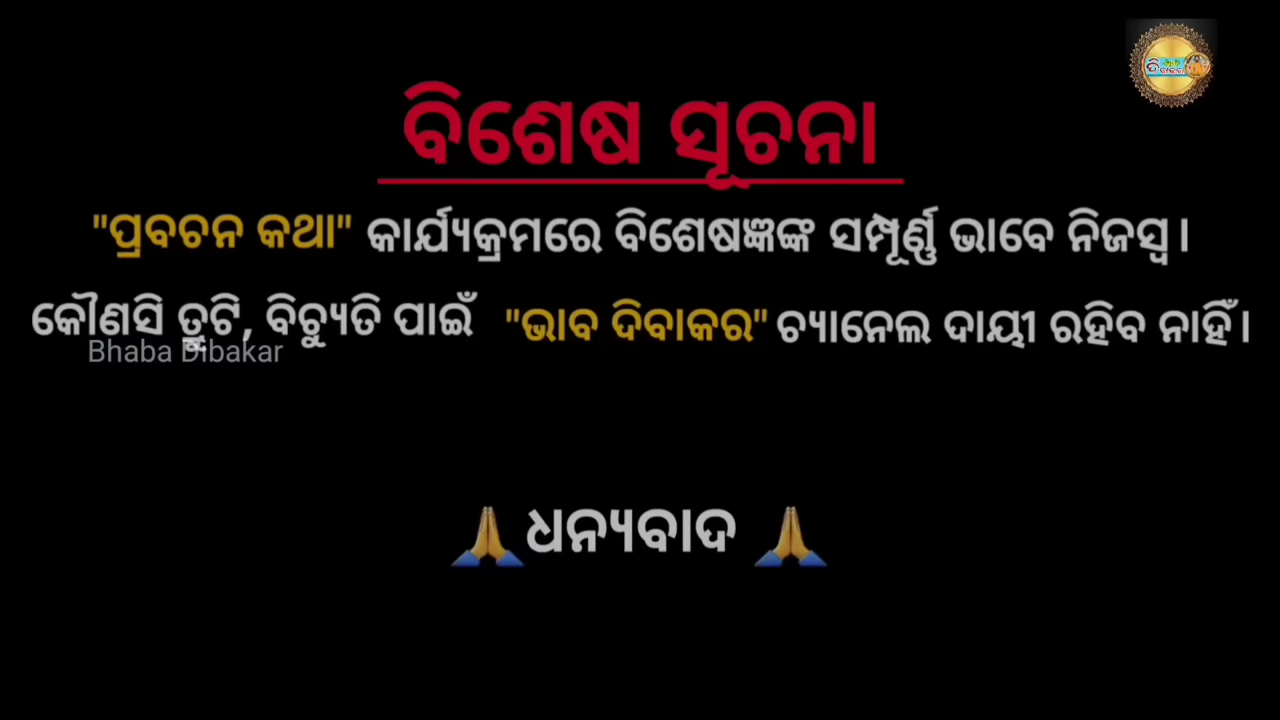 ବିଶେଷ ସୂଚନା
"ପ୍ରବଚନ କଥା" କାର୍ଯ୍ୟକ୍ରମରେ ବିଶେଷଜ୍ଞଙ୍କ ସମ୍ପୂର୍ଣ୍ଣ ଭାବେ ନିଜସ୍ୱ ।
କୌଣସି ତ୍ରୁଟି, ବିଚ୍ୟୁତି ପାଇଁ "ଭାବ ଦିବାକର" ଚ୍ୟାନେଲ ଦାୟୀ ରହିବ ନାହିଁ ।
Bhaba Dibakar
🙏ଧନ୍ୟବାଦ 🙏